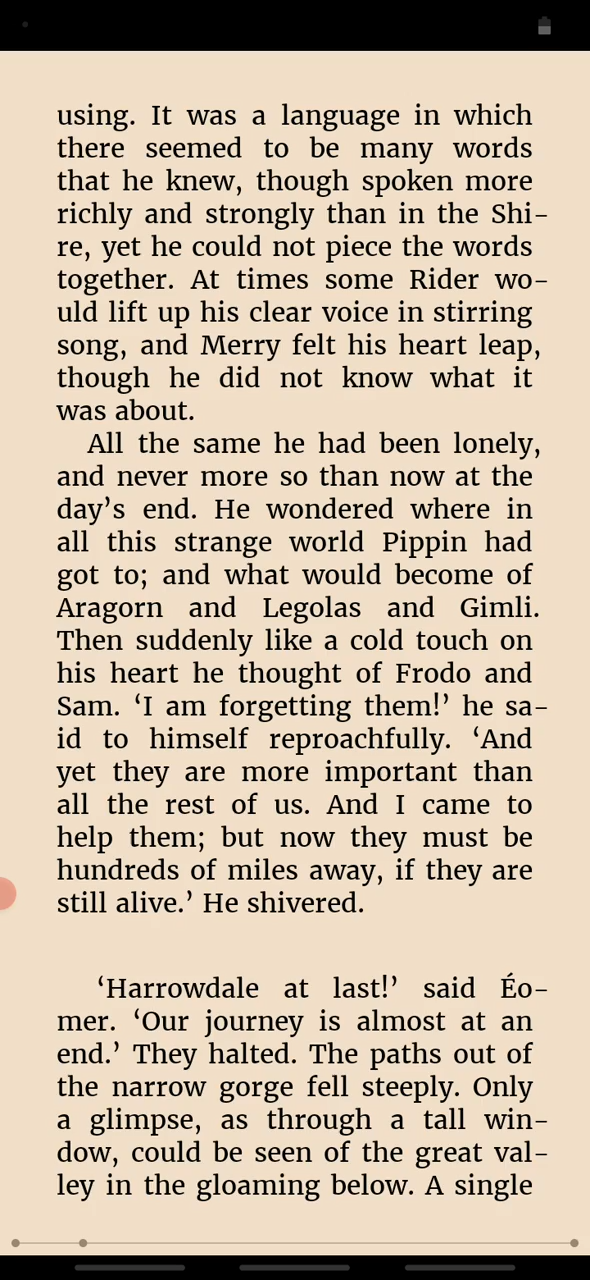 using. It was a language in which
there seemed to be many words
that he knew, though spoken more
richly and strongly than in the Shi-
re, yet he could not piece the words
together. At times some Rider wo-
uld lift up his clear voice in stirring
song, and Merry felt his heart leap,
though he did not know what it
was about.
All the same he had been lonely,
and never more so than now at the
day’s end. He wondered where in
all this strange world Pippin had
got to; and what would become of
Aragorn and Legolas and Gimli.
Then suddenly like a cold touch on
his heart he thought of Frodo and
Sam. ‘I am forgetting them!’ he sa-
id to himself reproachfully. ‘And
yet they are more important than
all the rest of us. And I came to
help them; but now they must be
hundreds of miles away, if they are
still alive.’ He shivered.
‘Harrowdale at last!’ said Éo-
mer. ‘Our journey is almost at an
end.’ They halted. The paths out of
the narrow gorge fell steeply. Only
a glimpse, as through a tall win-
dow, could be seen of the great val-
ley in the gloaming below. A single